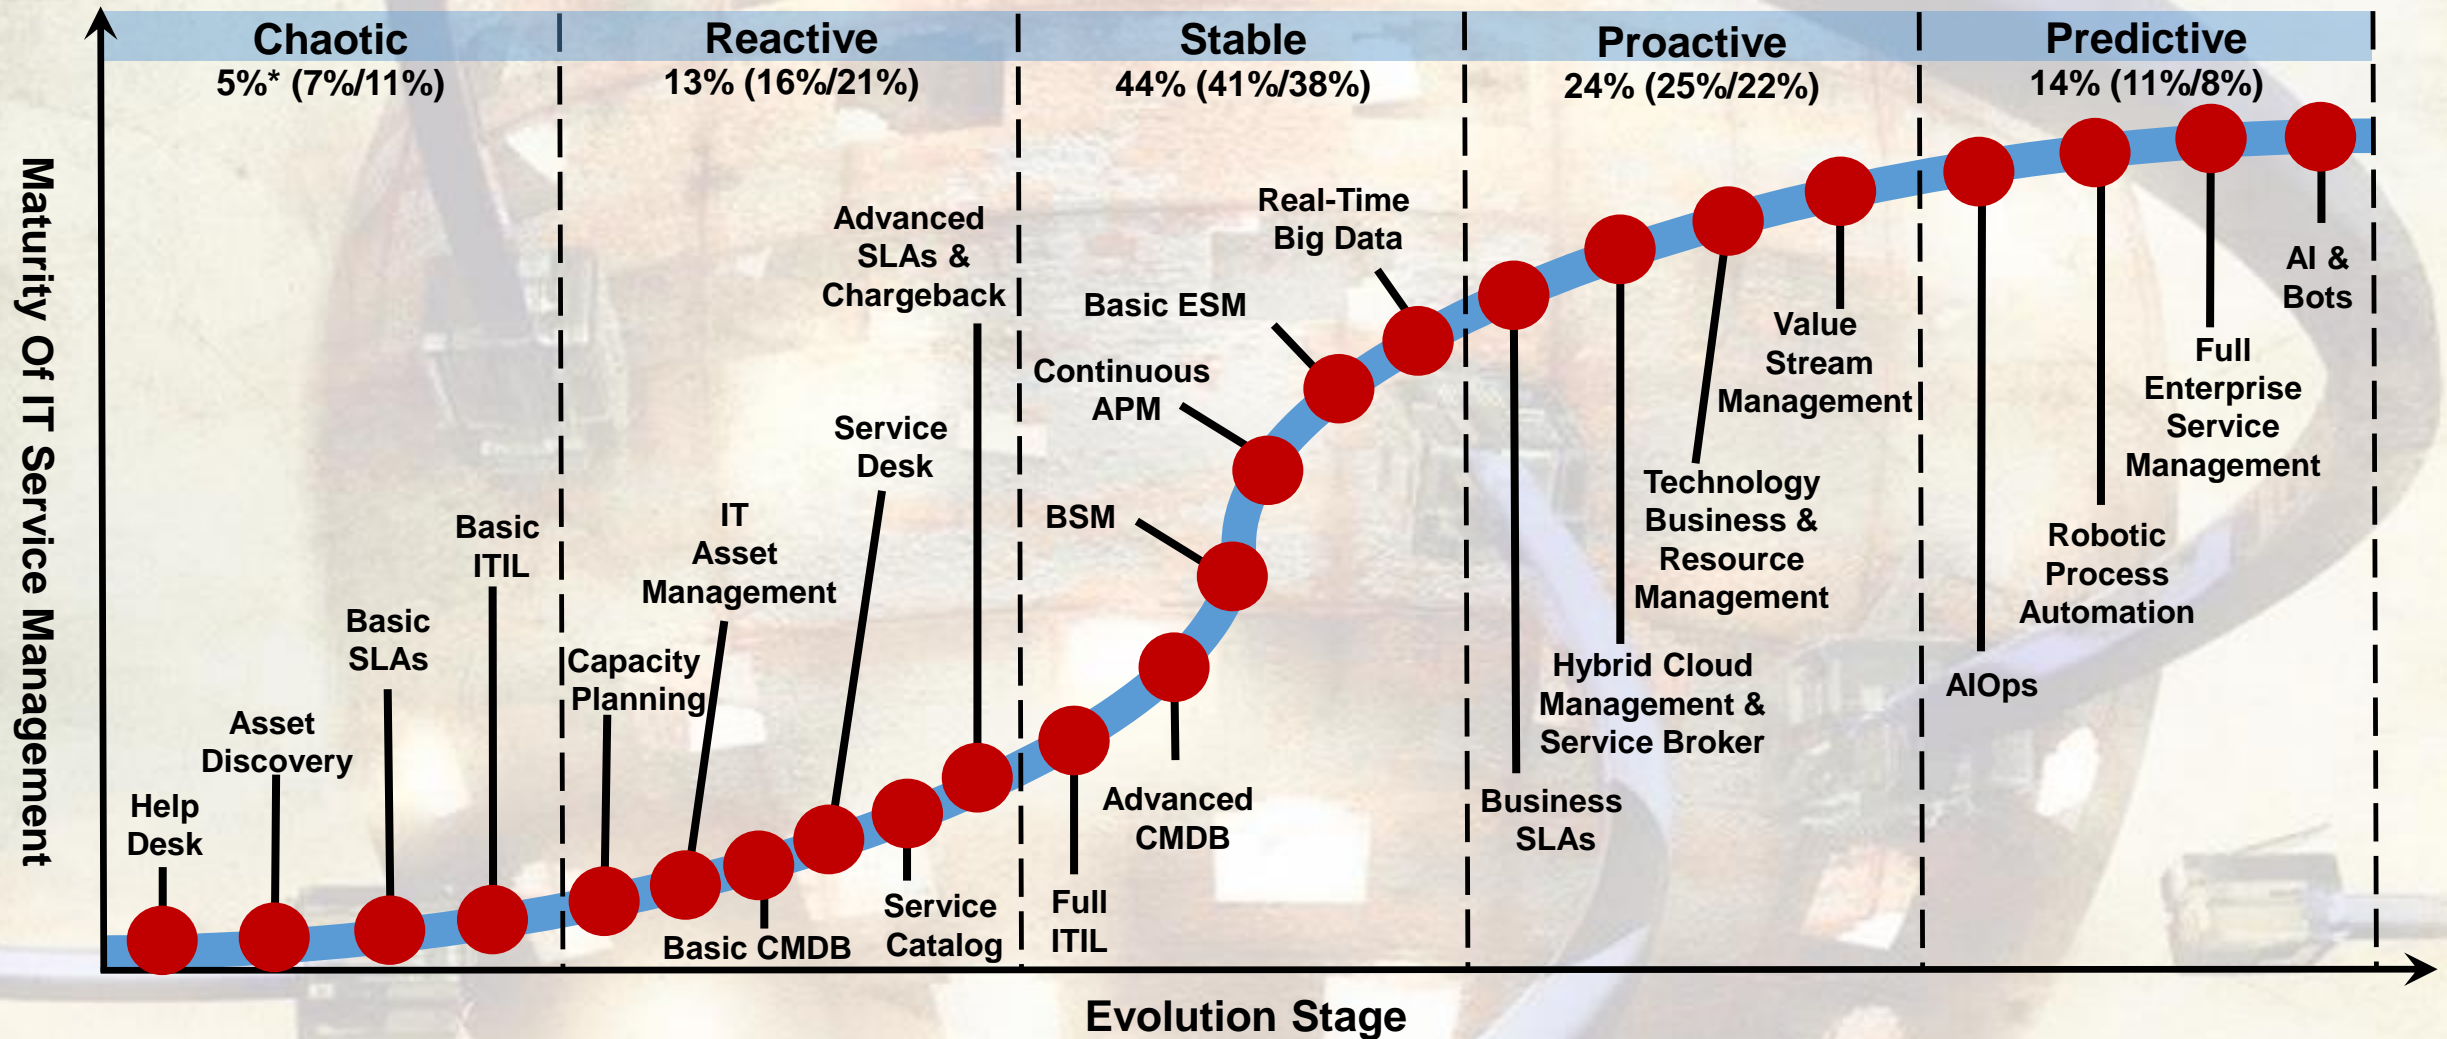 Chaotic
5%* (7%/11%)
Reactive
13% (16%/21%)
Stable
44% (41%/38%)
Proactive
24% (25%/22%)
Predictive
14% (11%/8%)
Maturity Of IT Service Management
Help
Desk
Asset
Discovery
Basic
SLAs
Basic
ITIL
Capacity
Planning
IT
Asset
Management
Basic CMDB
Service
Desk
Service
Catalog
Advanced
SLAs &
Chargeback
Full
ITIL
Advanced
CMDB
BSM
Continuous
APM
Basic ESM
Real-Time
Big Data
Business
SLAs
Hybrid Cloud
Management &
Service Broker
Technology
Business &
Resource
Management
Value
Stream
Management
AIOps
Robotic
Process
Automation
Full
Enterprise
Service
Management
AI &
Bots
Evolution Stage